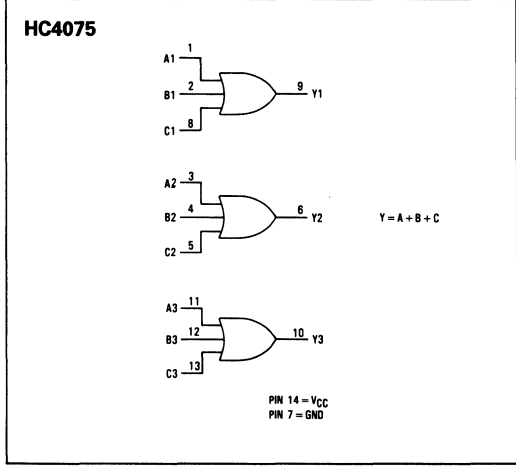 HC4075
A1 1
B1 2
C1 8
9 Y1
A2 3
B2 4
C2 5
6 Y2
Y = A + B + C
A3 11
B3 12
C3 13
10 Y3
PIN 14 = VCC
PIN 7 = GND